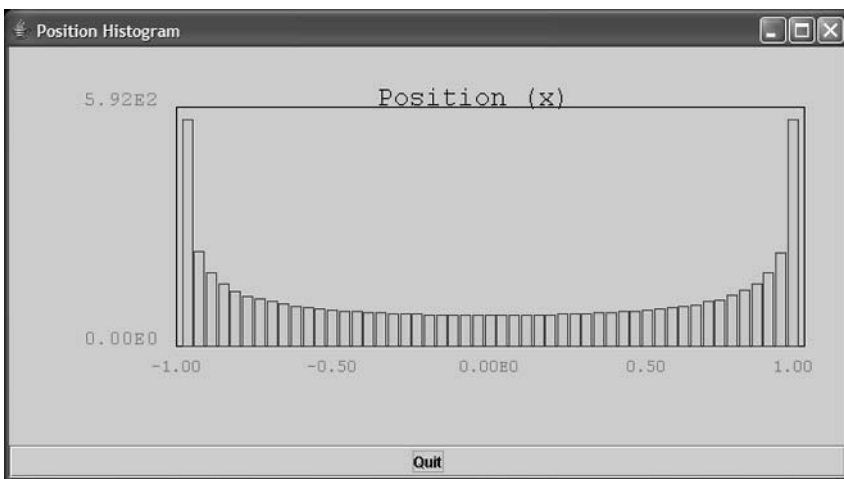 Position Histogram
Position (x)
5.92E2
0.00E0
-1.00 -0.50 0.00E0 0.50 1.00
Quit